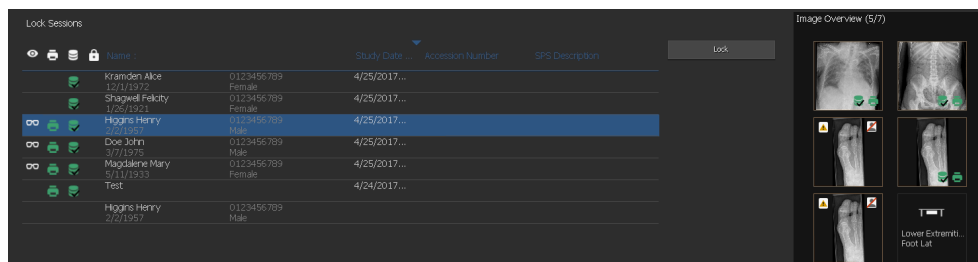 Lock Sessions
Image Overview (5/7)
Name :
Study Date ...
Accession Number
SPS Description
Lock
Kramden Alice
0123456789
4/25/2017...
12/1/1972
Female
Shagwell Felicity
0123456789
4/25/2017...
1/26/1921
Female
Higgins Henry
0123456789
4/25/2017...
2/2/1957
Male
Doe John
0123456789
4/25/2017...
3/7/1975
Male
Magdalene Mary
0123456789
4/25/2017...
5/11/1933
Female
Test
4/24/2017...
Higgins Henry
0123456789
2/2/1957
Male
Lower Extremiti...
Foot Lat